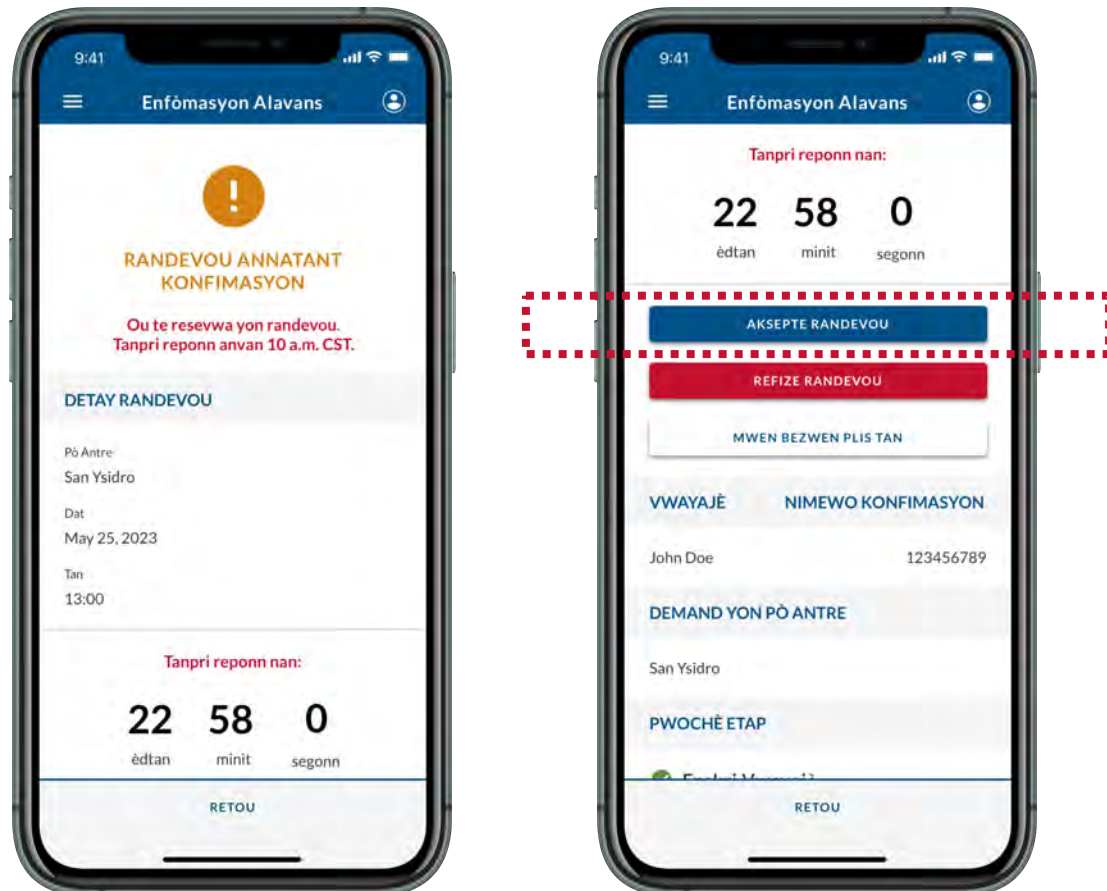 9:41
Enfòmasyon Alavans
RANDEVOU ANNATANT
KONFIMASYON
Ou te resevwa yon randevou.
Tanpri reponn anvan 10 a.m. CST.
DETAY RANDEVOU
Pò Antre
San Ysidro
Dat
May 25, 2023
Tan
13:00
Tanpri reponn nan:
22 58 0
èdtan minit segonn
RETOU
9:41
Enfòmasyon Alavans
Tanpri reponn nan:
22 58 0
èdtan minit segonn
AKSEPTE RANDEVOU
REFIZE RANDEVOU
MWEN BEZWEN PLIS TAN
VWAYAJÈ NIMEWO KONFIMASYON
John Doe 123456789
DEMAND YON PÒ ANTRE
San Ysidro
PWOCHÈ ETAP
RETOU